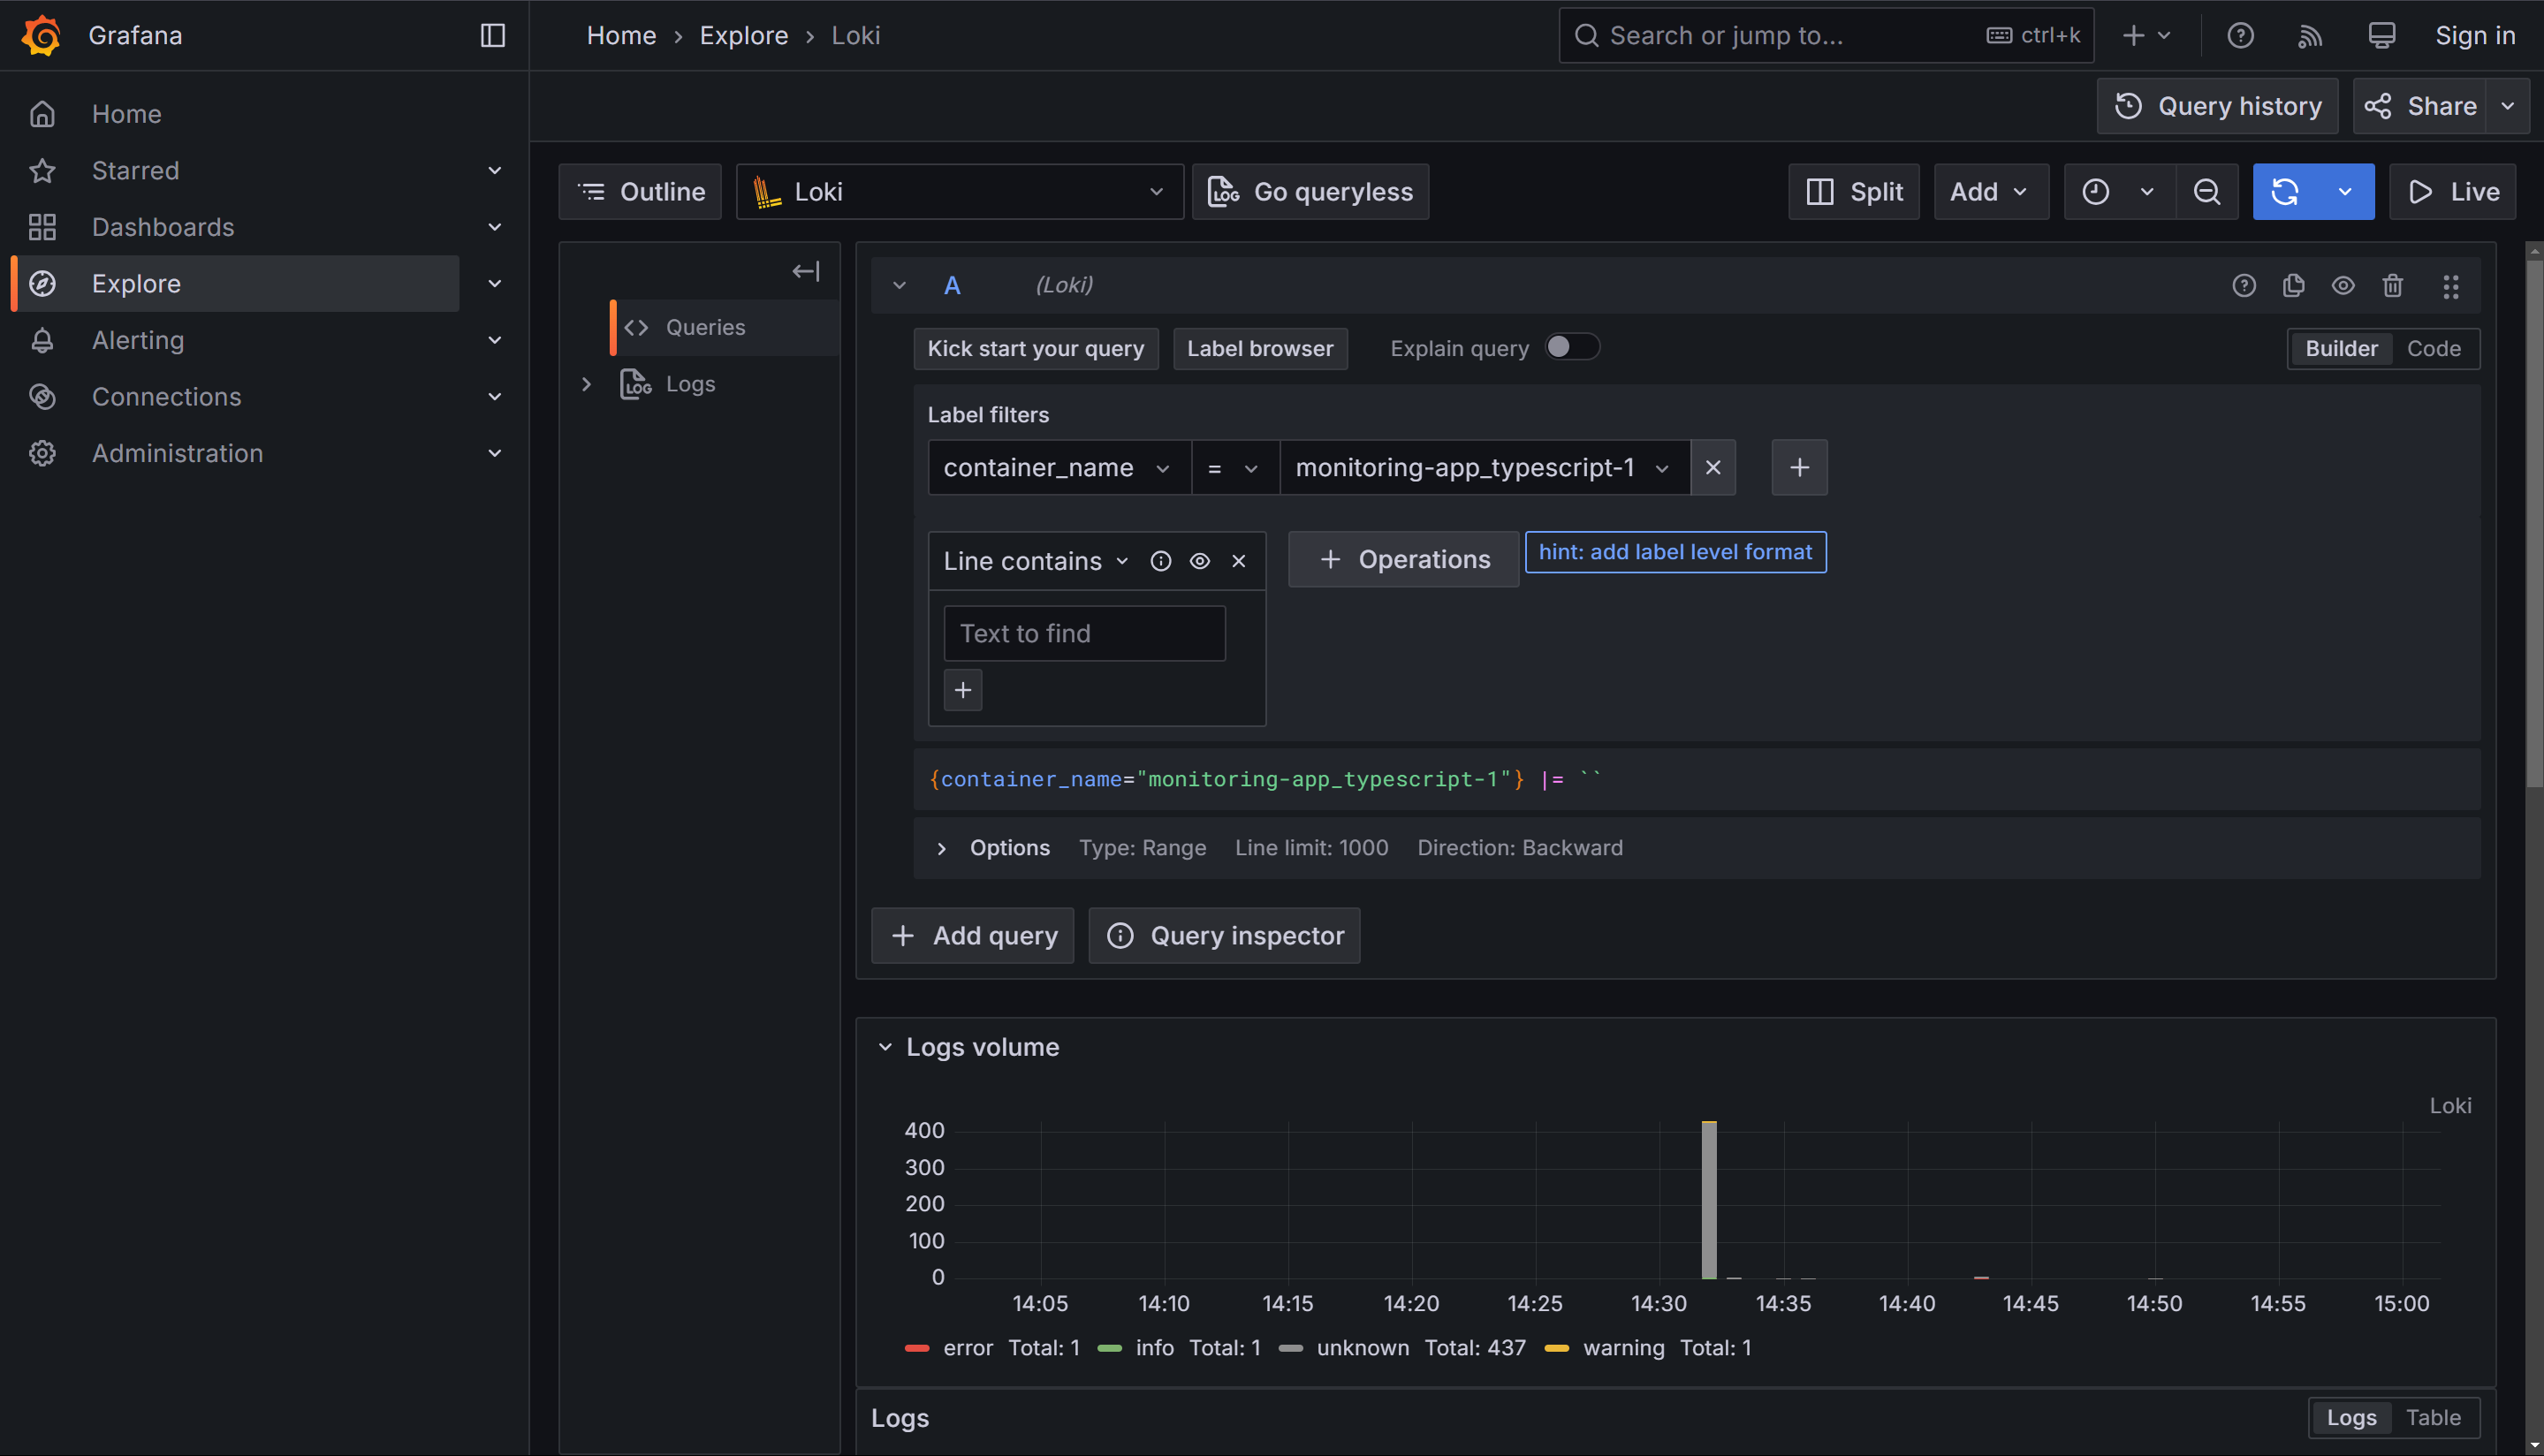 Grafana
Home › Explore › Loki
Search or jump to... ctrl+k
Sign in
Home
Starred
Dashboards
Explore
Alerting
Connections
Administration
Query history
Share
Outline
Loki
LOG Go queryless
Split
Add
Live
Queries
LOG Logs
A (Loki)
Kick start your query
Label browser
Explain query
Builder Code
Label filters
container_name = monitoring-app_typescript-1
Line contains
+ Operations
hint: add label level format
Text to find
{container_name="monitoring-app_typescript-1"} |= ``
Options Type: Range Line limit: 1000 Direction: Backward
+ Add query
Query inspector
Logs volume
Loki
400
300
200
100
0
14:05 14:10 14:15 14:20 14:25 14:30 14:35 14:40 14:45 14:50 14:55 15:00
error Total: 1 info Total: 1 unknown Total: 437 warning Total: 1
Logs
Logs Table